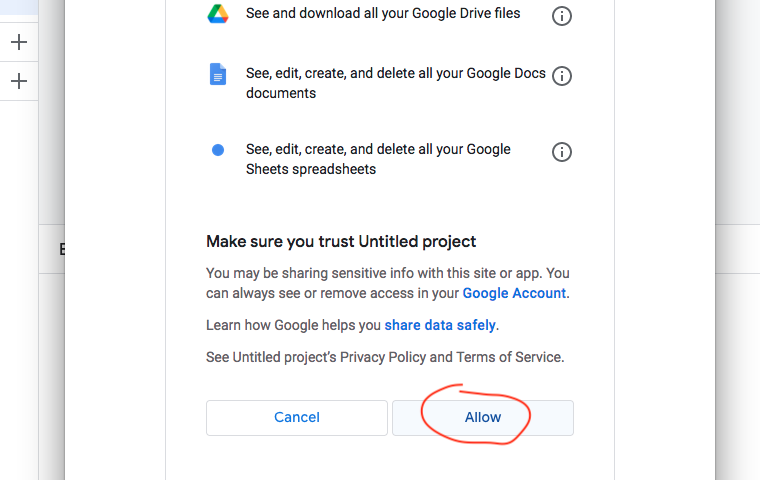 See and download all your Google Drive files
See, edit, create, and delete all your Google Docs
documents
See, edit, create, and delete all your Google
Sheets spreadsheets
Make sure you trust Untitled project
You may be sharing sensitive info with this site or app. You
can always see or remove access in your Google Account.
Learn how Google helps you share data safely.
See Untitled project's Privacy Policy and Terms of Service.
Cancel
Allow